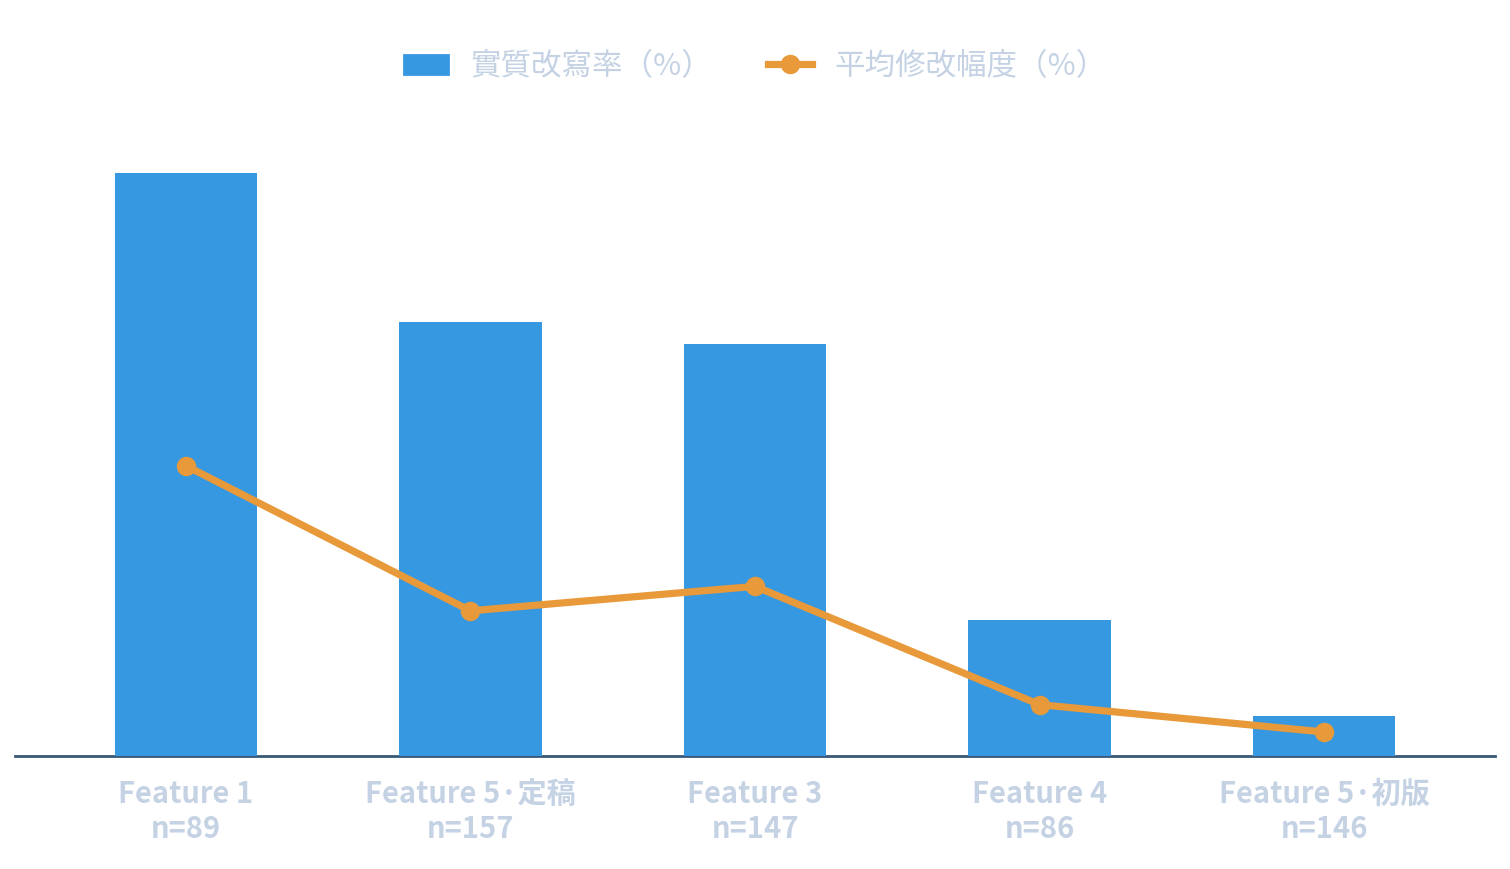 實質改寫率（%）
平均修改幅度（%）
Feature 1
n=89
Feature 5·定稿
n=157
Feature 3
n=147
Feature 4
n=86
Feature 5·初版
n=146